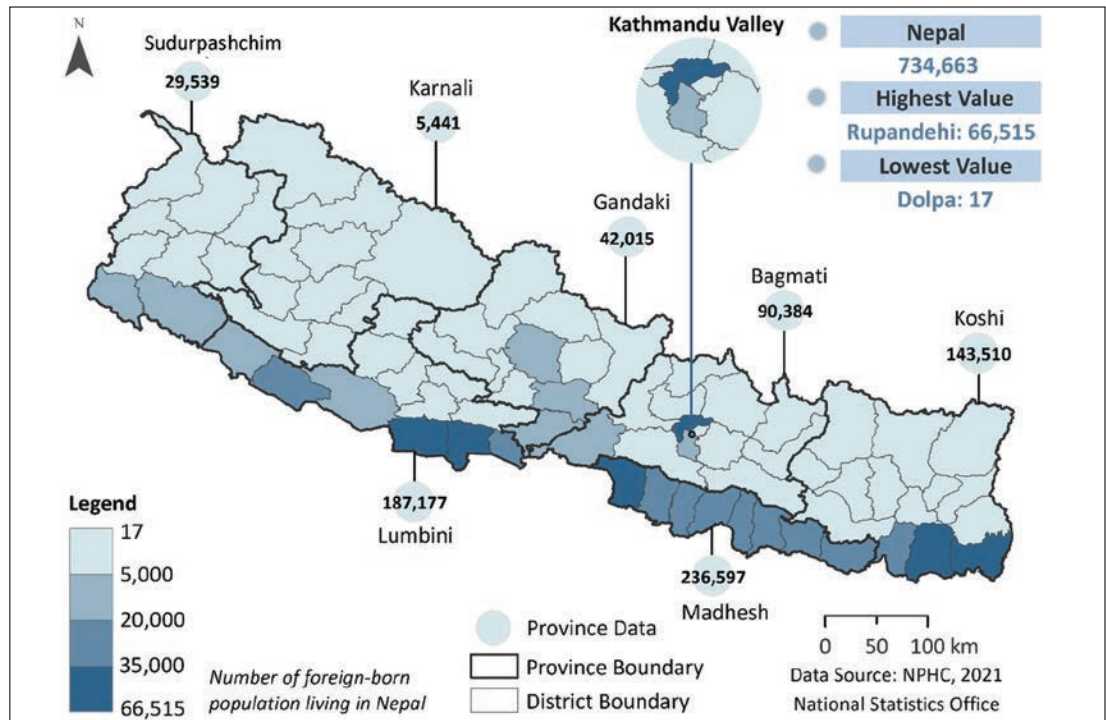 N
Sudurpashchim
29,539
Karnali
5,441
Kathmandu Valley
Nepal
734,663
Highest Value
Rupandehi: 66,515
Lowest Value
Dolpa: 17
Gandaki
42,015
Bagmati
90,384
Koshi
143,510
187,177
Lumbini
236,597
Madhesh
Legend
17
5,000
20,000
35,000
66,515
Number of foreign-born
population living in Nepal
Province Data
Province Boundary
District Boundary
0 50 100 km
Data Source: NPHC, 2021
National Statistics Office